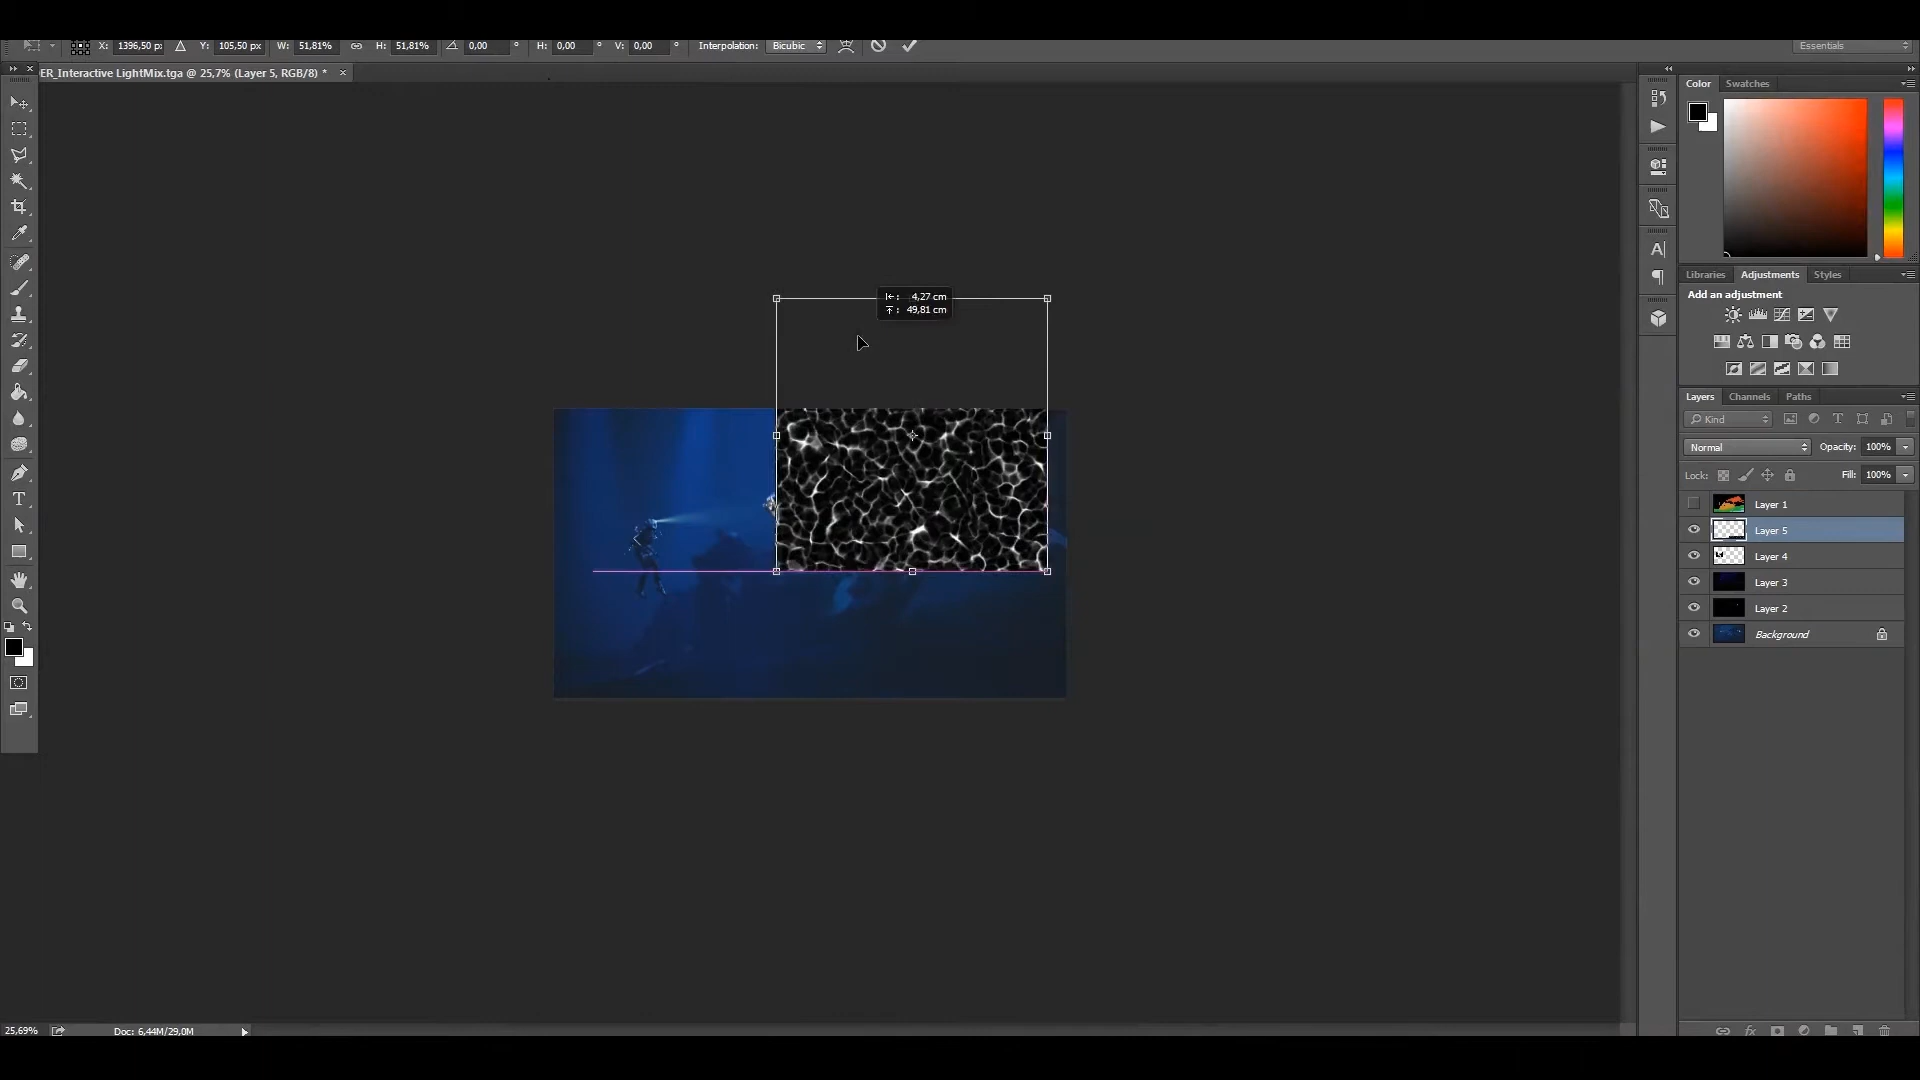 X: 1396,50 px Y: 105,50 px W: 51,81% H: 51,81% 0,00 ° H: 0,00 ° V: 0,00 ° Interpolation: Bicubic Essentials
ER_Interactive LightMix.tga @ 25,7% (Layer 5, RGB/8) *
Color Swatches
Libraries Adjustments Styles
Add an adjustment
4,27 cm
49,81 cm
Layers Channels Paths
Kind
Normal Opacity: 100%
Lock: Fill: 100%
Layer 1
Layer 5
Layer 4
Layer 3
Layer 2
Background
25,69% Doc: 6,44M/29,0M